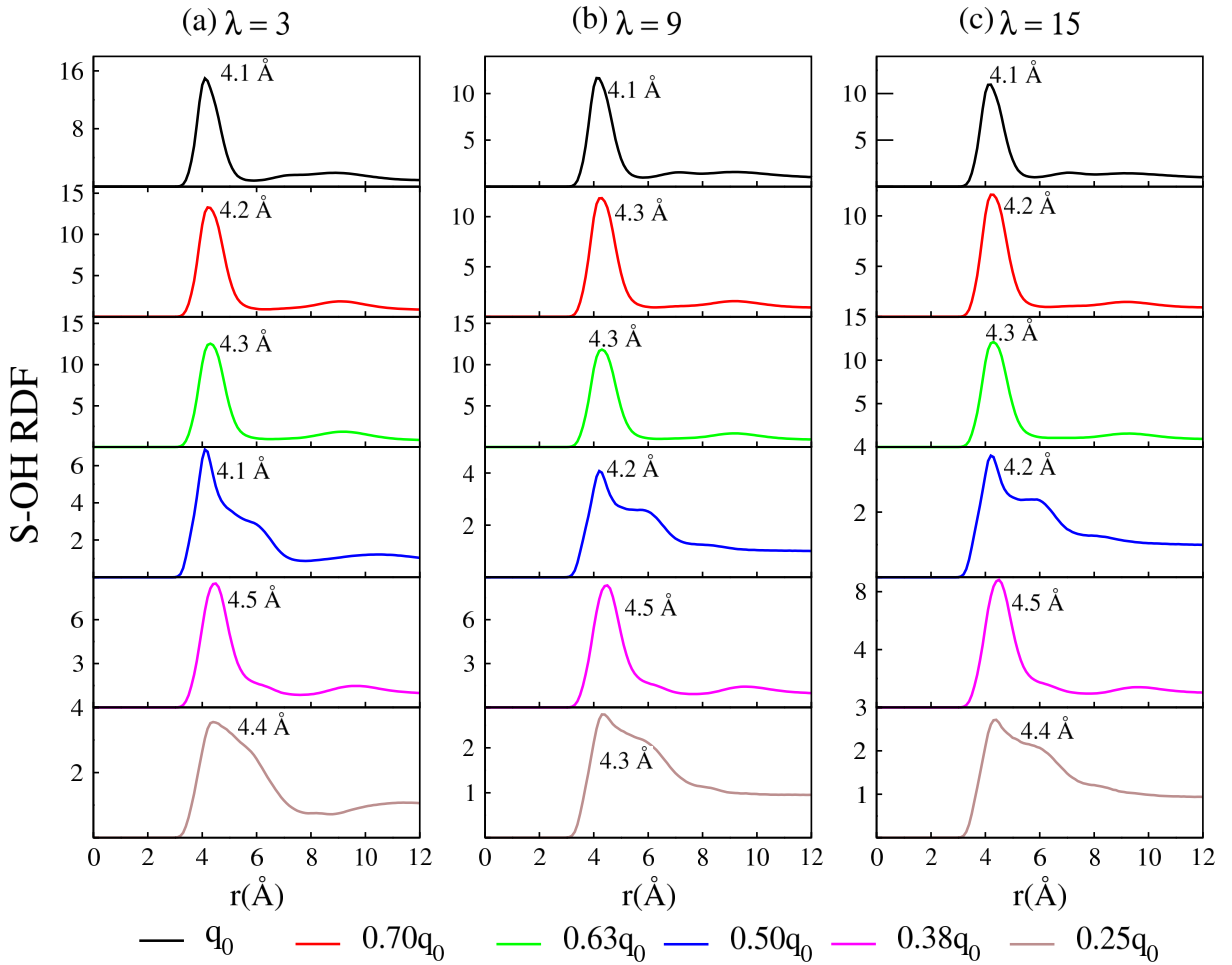 (a) λ = 3
(b) λ = 9
(c) λ = 15
S-OH RDF
16
8
4.1 Å
10
5
4.1 Å
10
5
4.1 Å
15
10
5
4.2 Å
10
5
4.3 Å
10
5
4.2 Å
15
10
5
4.3 Å
15
10
5
4.3 Å
15
10
5
4.3 Å
6
4
2
4.1 Å
4
2
4.2 Å
4
2
4.2 Å
6
3
4.5 Å
6
3
4.5 Å
8
4
4.5 Å
4
2
4.4 Å
3
2
1
4.3 Å
3
2
1
4.4 Å
0 2 4 6 8 10 12
0 2 4 6 8 10 12
0 2 4 6 8 10 12
r(Å)
r(Å)
r(Å)
q0 0.70q0 0.63q0 0.50q0 0.38q0 0.25q0